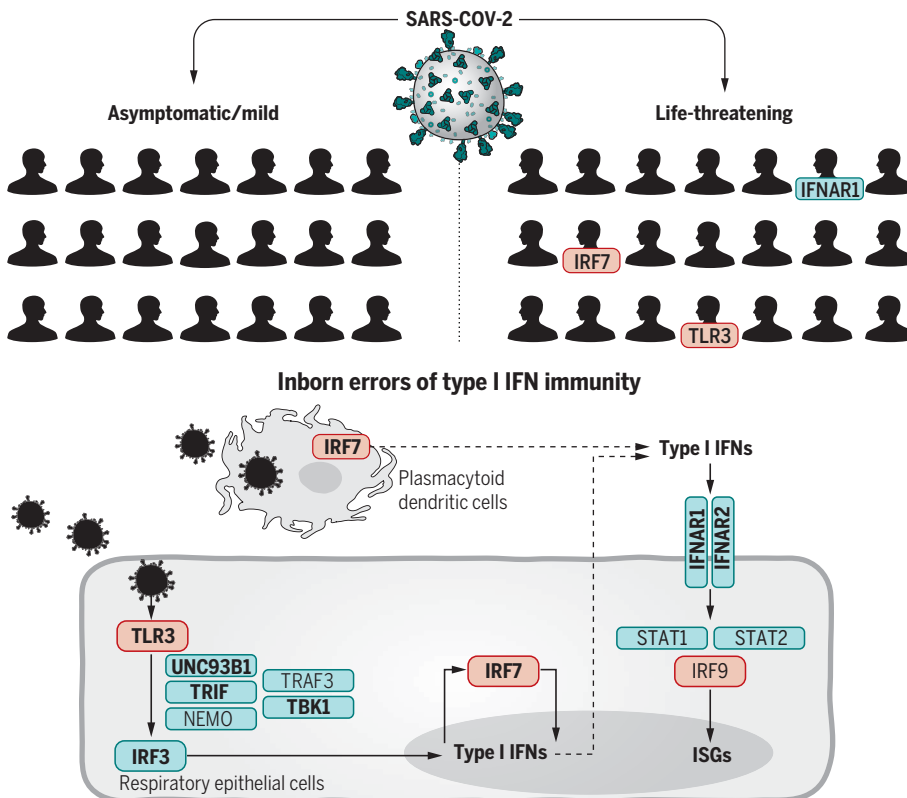 SARS-COV-2
Asymptomatic/mild
Life-threatening
IFNAR1
IRF7
TLR3
Inborn errors of type I IFN immunity
IRF7
Plasmacytoid
dendritic cells
Type I IFNs
IFNAR1
IFNAR2
TLR3
UNC93B1
TRIF
NEMO
TRAF3
TBK1
IRF3
Respiratory epithelial cells
IRF7
Type I IFNs
STAT1
STAT2
IRF9
ISGs